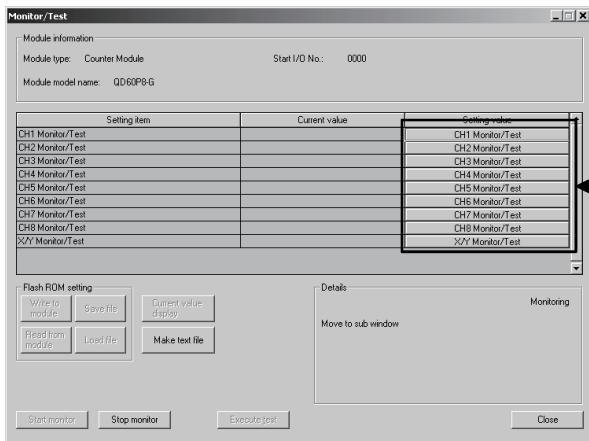 Monitor/Test
Module information
Module type: Counter Module Start I/O No.: 0000
Module model name: QD60P8-G
Setting item Current value Setting value
CH1 Monitor/Test CH1 Monitor/Test
CH2 Monitor/Test CH2 Monitor/Test
CH3 Monitor/Test CH3 Monitor/Test
CH4 Monitor/Test CH4 Monitor/Test
CH5 Monitor/Test CH5 Monitor/Test
CH6 Monitor/Test CH6 Monitor/Test
CH7 Monitor/Test CH7 Monitor/Test
CH8 Monitor/Test CH8 Monitor/Test
X/Y Monitor/Test X/Y Monitor/Test
Flash ROM setting
Write to module
Save file
Current value display
Read from module
Load file
Make text file
Details
Monitoring
Move to sub window
Start monitor
Stop monitor
Execute test
Close